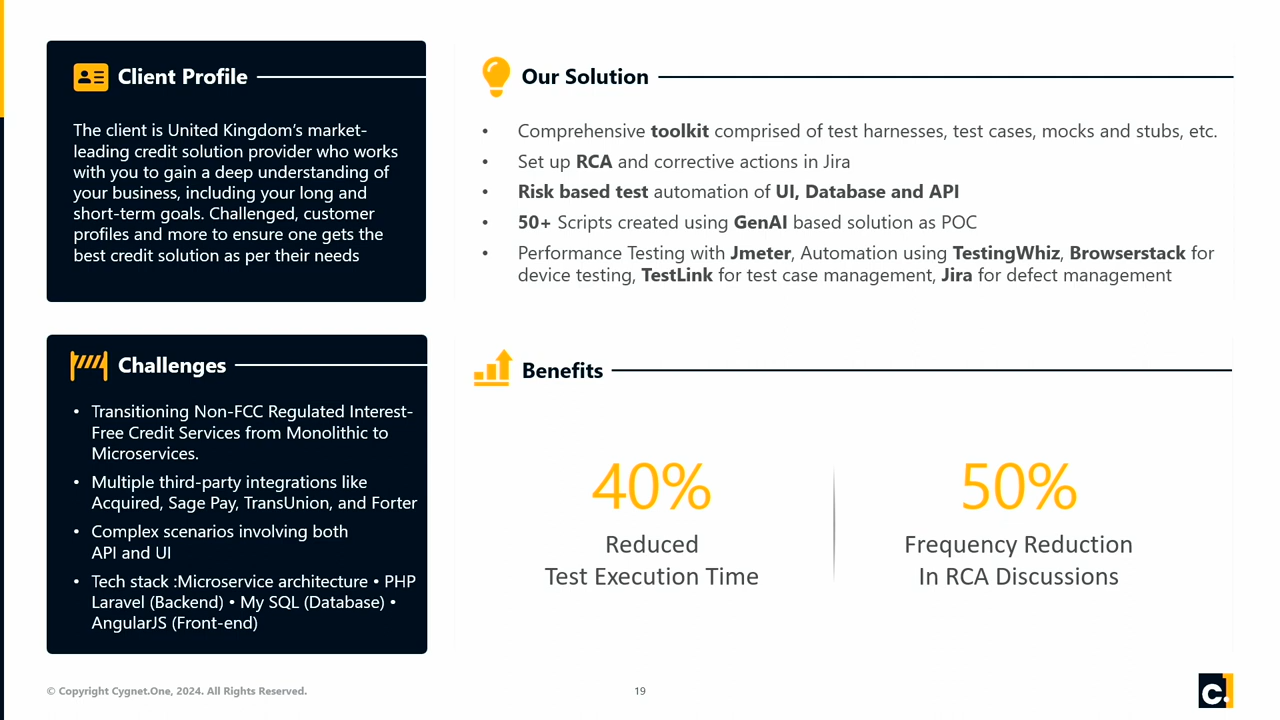 Client Profile
The client is United Kingdom's market-
leading credit solution provider who works
with you to gain a deep understanding of
your business, including your long and
short-term goals. Challenged, customer
profiles and more to ensure one gets the
best credit solution as per their needs
Our Solution
• Comprehensive toolkit comprised of test harnesses, test cases, mocks and stubs, etc.
• Set up RCA and corrective actions in Jira
• Risk based test automation of UI, Database and API
• 50+ Scripts created using GenAI based solution as POC
• Performance Testing with Jmeter, Automation using TestingWhiz, Browserstack for
device testing, TestLink for test case management, Jira for defect management
Challenges
• Transitioning Non-FCC Regulated Interest-
Free Credit Services from Monolithic to
Microservices.
• Multiple third-party integrations like
Acquired, Sage Pay, TransUnion, and Forter
• Complex scenarios involving both
API and UI
• Tech stack :Microservice architecture • PHP
Laravel (Backend) • My SQL (Database) •
AngularJS (Front-end)
Benefits
40%
Reduced
Test Execution Time
50%
Frequency Reduction
In RCA Discussions
© Copyright Cygnet.One, 2024. All Rights Reserved.
19
C.